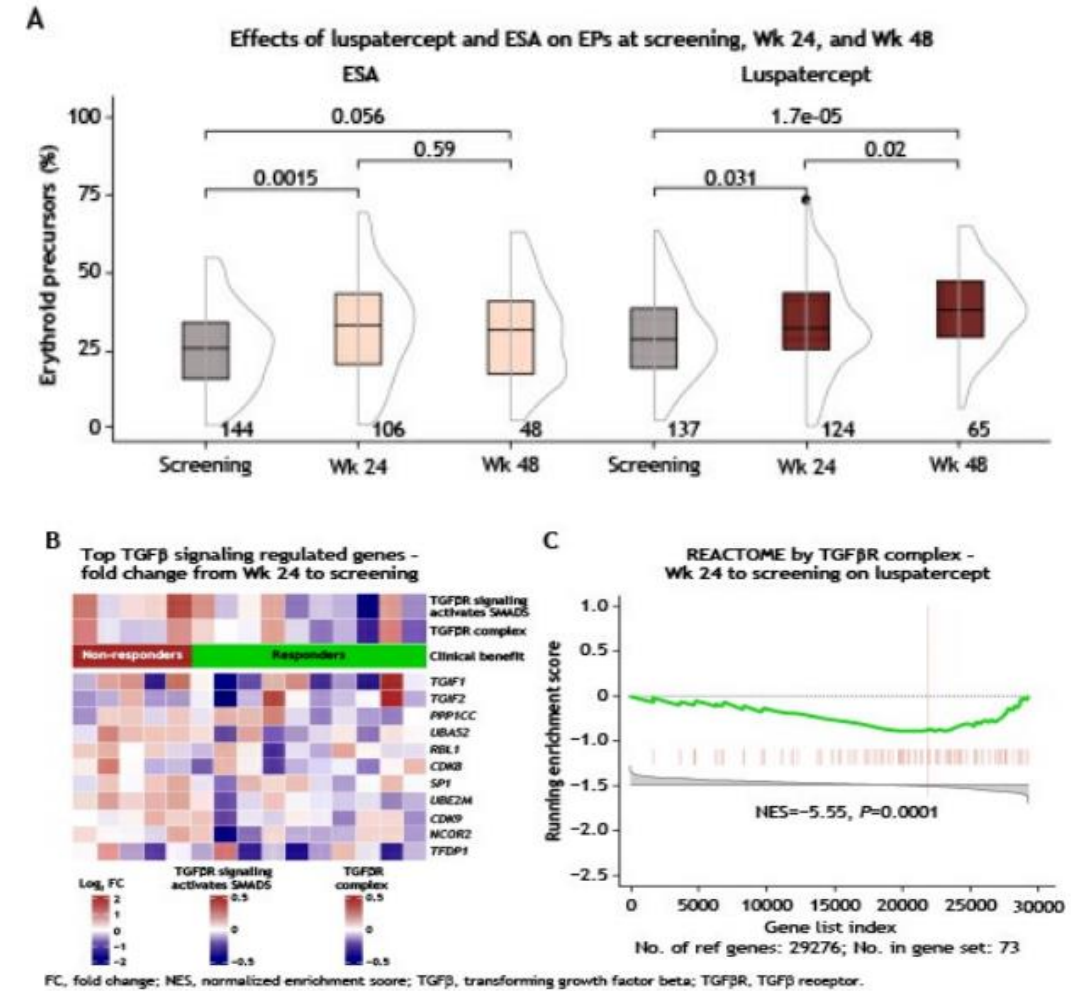 A
Effects of luspatercept and ESA on EPs at screening, Wk 24, and Wk 48
ESA
Luspatercept
Erythroid precursors (%)
100
75
50
25
0
0.056
0.59
0.0015
1.7e-05
0.02
0.031
144
106
48
137
124
65
Screening
Wk 24
Wk 48
Screening
Wk 24
Wk 48
B
Top TGFβ signaling regulated genes -
fold change from Wk 24 to screening
TGFβR signaling
activates SMADS
TGFβR complex
Non-responders
Responders
Clinical benefit
TGIF1
TGIF2
PPP1CC
UBA52
RBL1
CDK8
SP1
UBE2M
CDK9
NCOR2
TFDP1
Log, FC
2
1
0
-1
-2
TGFβR signaling
activates SMADS
0.5
0
-0.5
TGFβR
complex
0.5
0
-0.5
C
REACTOME by TGFβR complex -
Wk 24 to screening on luspatercept
Running enrichment score
1.0
0.5
0
-1.0
-1.5
-2.0
-2.5
NES=-5.55, P=0.0001
0
5000
10000
15000
20000
25000
30000
Gene list index
No. of ref genes: 29276; No. in gene set: 73
FC, fold change; NES, normalized enrichment score; TGFβ, transforming growth factor beta; TGFβR, TGFβ receptor.